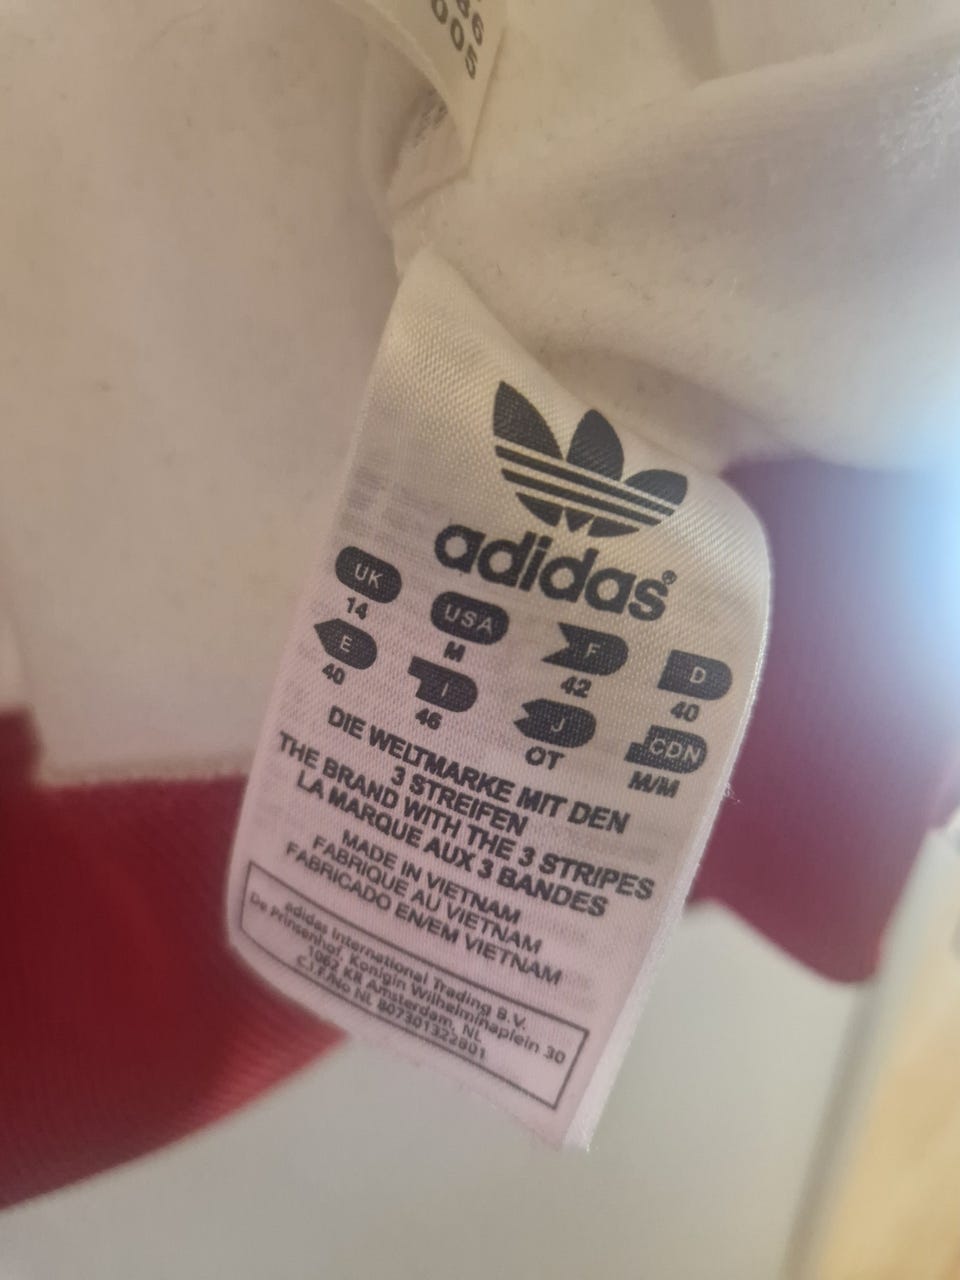 005
adidas®
UK USA F D
14 M 42 40
E I J CDN
40 46 OT M/M
DIE WELTMARKE MIT DEN
3 STREIFEN
THE BRAND WITH THE 3 STRIPES
LA MARQUE AUX 3 BANDES
MADE IN VIETNAM
FABRIQUE AU VIETNAM
FABRICADO EN/EM VIETNAM
adidas International Trading B.V.
De Prinsenhof, Konigin Wilhelminaplein 30
1062 KR Amsterdam, NL
C.I.F./No NL 807301322B01